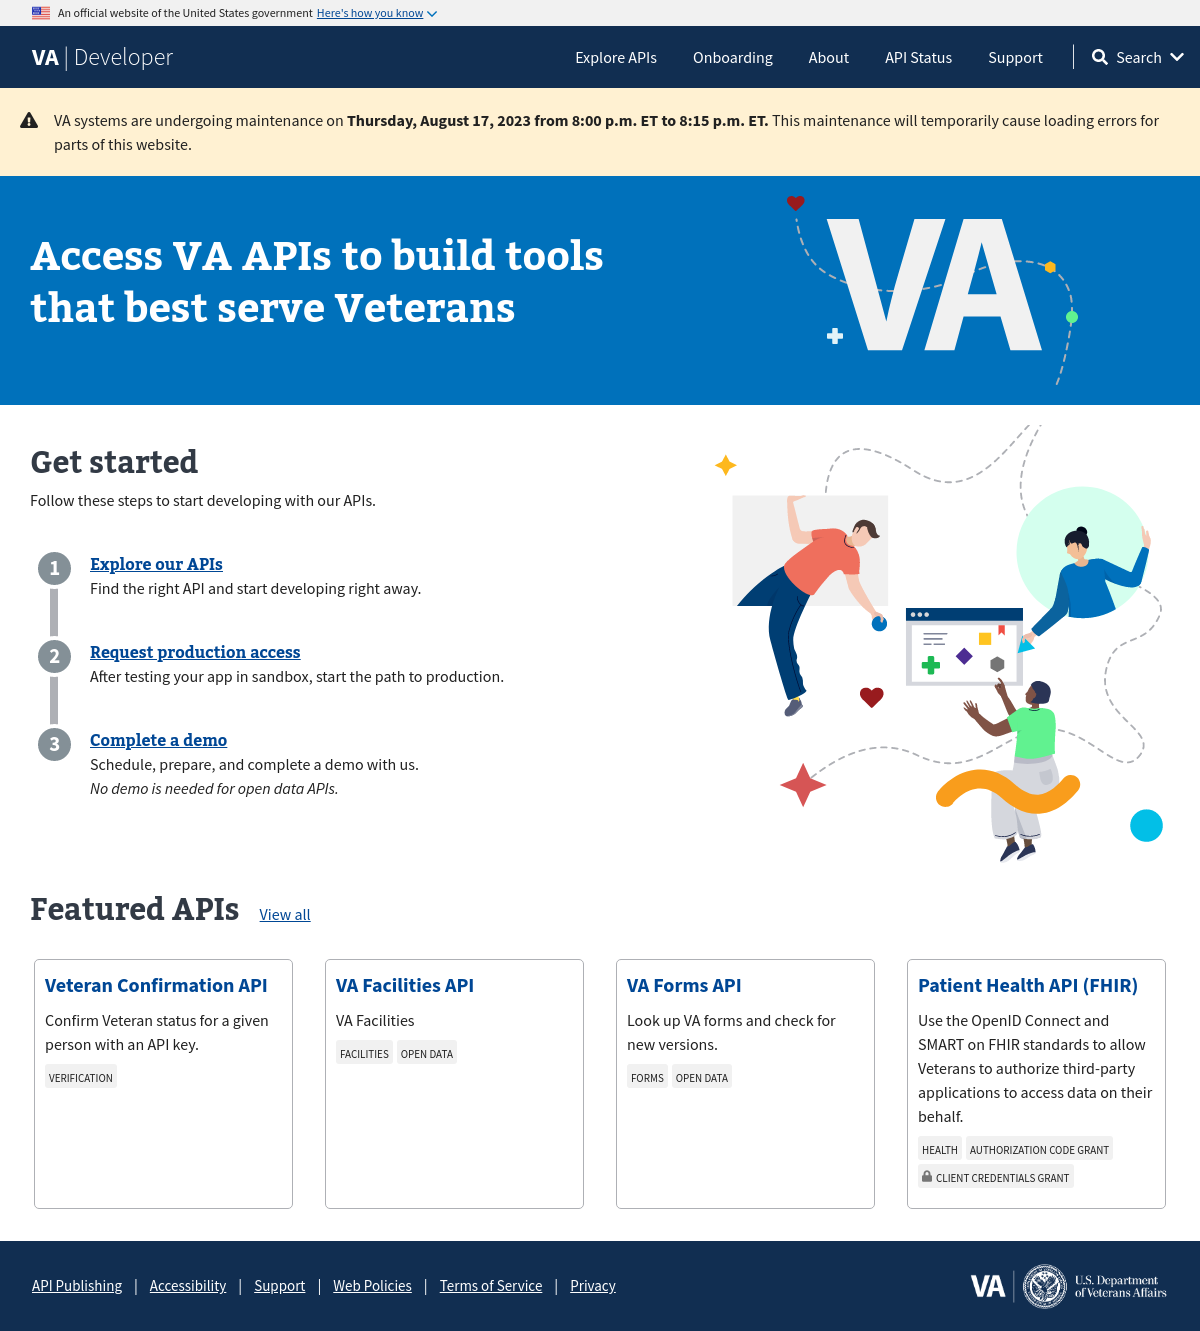 An official website of the United States government Here's how you know
VA | Developer
Explore APIs
Onboarding
About
API Status
Support
Search
VA systems are undergoing maintenance on Thursday, August 17, 2023 from 8:00 p.m. ET to 8:15 p.m. ET. This maintenance will temporarily cause loading errors for
parts of this website.
Access VA APIs to build tools
that best serve Veterans
VA
Get started
Follow these steps to start developing with our APIs.
1
Explore our APIs
Find the right API and start developing right away.
2
Request production access
After testing your app in sandbox, start the path to production.
3
Complete a demo
Schedule, prepare, and complete a demo with us.
No demo is needed for open data APIs.
Featured APIs View all
Veteran Confirmation API
Confirm Veteran status for a given
person with an API key.
VERIFICATION
VA Facilities API
VA Facilities
FACILITIES OPEN DATA
VA Forms API
Look up VA forms and check for
new versions.
FORMS OPEN DATA
Patient Health API (FHIR)
Use the OpenID Connect and
SMART on FHIR standards to allow
Veterans to authorize third-party
applications to access data on their
behalf.
HEALTH AUTHORIZATION CODE GRANT
CLIENT CREDENTIALS GRANT
API Publishing | Accessibility | Support | Web Policies | Terms of Service | Privacy
VA
U.S. Department
of Veterans Affairs